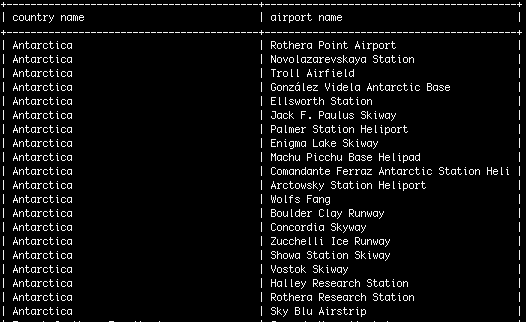 country name airport name
Antarctica Rothera Point Airport
Antarctica Novolazarevskaya Station
Antarctica Troll Airfield
Antarctica González Videla Antarctic Base
Antarctica Ellsworth Station
Antarctica Jack F. Paulus Skiway
Antarctica Palmer Station Heliport
Antarctica Enigma Lake Skiway
Antarctica Machu Picchu Base Helipad
Antarctica Comandante Ferraz Antarctic Station Heli
Antarctica Arctowsky Station Heliport
Antarctica Wolfs Fang
Antarctica Boulder Clay Runway
Antarctica Concordia Skyway
Antarctica Zucchelli Ice Runway
Antarctica Showa Station Skiway
Antarctica Vostok Skiway
Antarctica Halley Research Station
Antarctica Rothera Research Station
Antarctica Sky Blu Airstrip